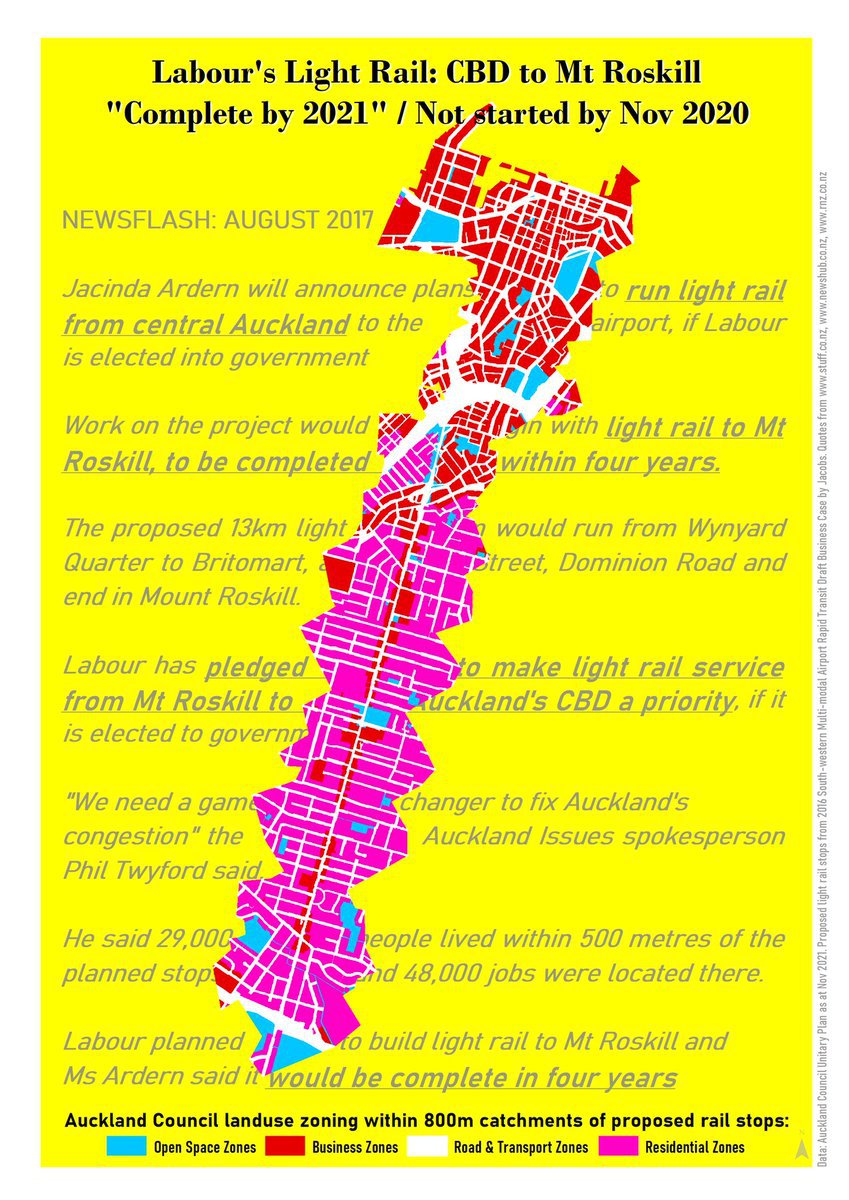 Labour's Light Rail: CBD to Mt Roskill
"Complete by 2021" / Not started by Nov 2020
NEWSFLASH: AUGUST 2017
Jacinda Ardern will announce plans to run light rail
from central Auckland to the airport, if Labour
is elected into government
Work on the project would gin with light rail to Mt
Roskill, to be completed within four years.
The proposed 13km light would run from Wynyard
Quarter to Britomart, Street, Dominion Road and
end in Mount Roskill.
Labour has pledged to make light rail service
from Mt Roskill to Auckland's CBD a priority, if it
is elected to governm
"We need a game changer to fix Auckland's
congestion" the Auckland Issues spokesperson
Phil Twyford said.
He said 29,000 people lived within 500 metres of the
planned stops and 48,000 jobs were located there.
Labour planned to build light rail to Mt Roskill and
Ms Ardern said it would be complete in four years
Auckland Council landuse zoning within 800m catchments of proposed rail stops:
Open Space Zones Business Zones Road & Transport Zones Residential Zones
Data: Auckland Council Unitary Plan as at Nov 2021. Proposed light rail stops from 2016 South-western Multi-modal Airport Rapid Transit Draft Business Case by Jacobs. Quotes from www.stuff.co.nz, www.newshub.co.nz, www.rnz.co.nz